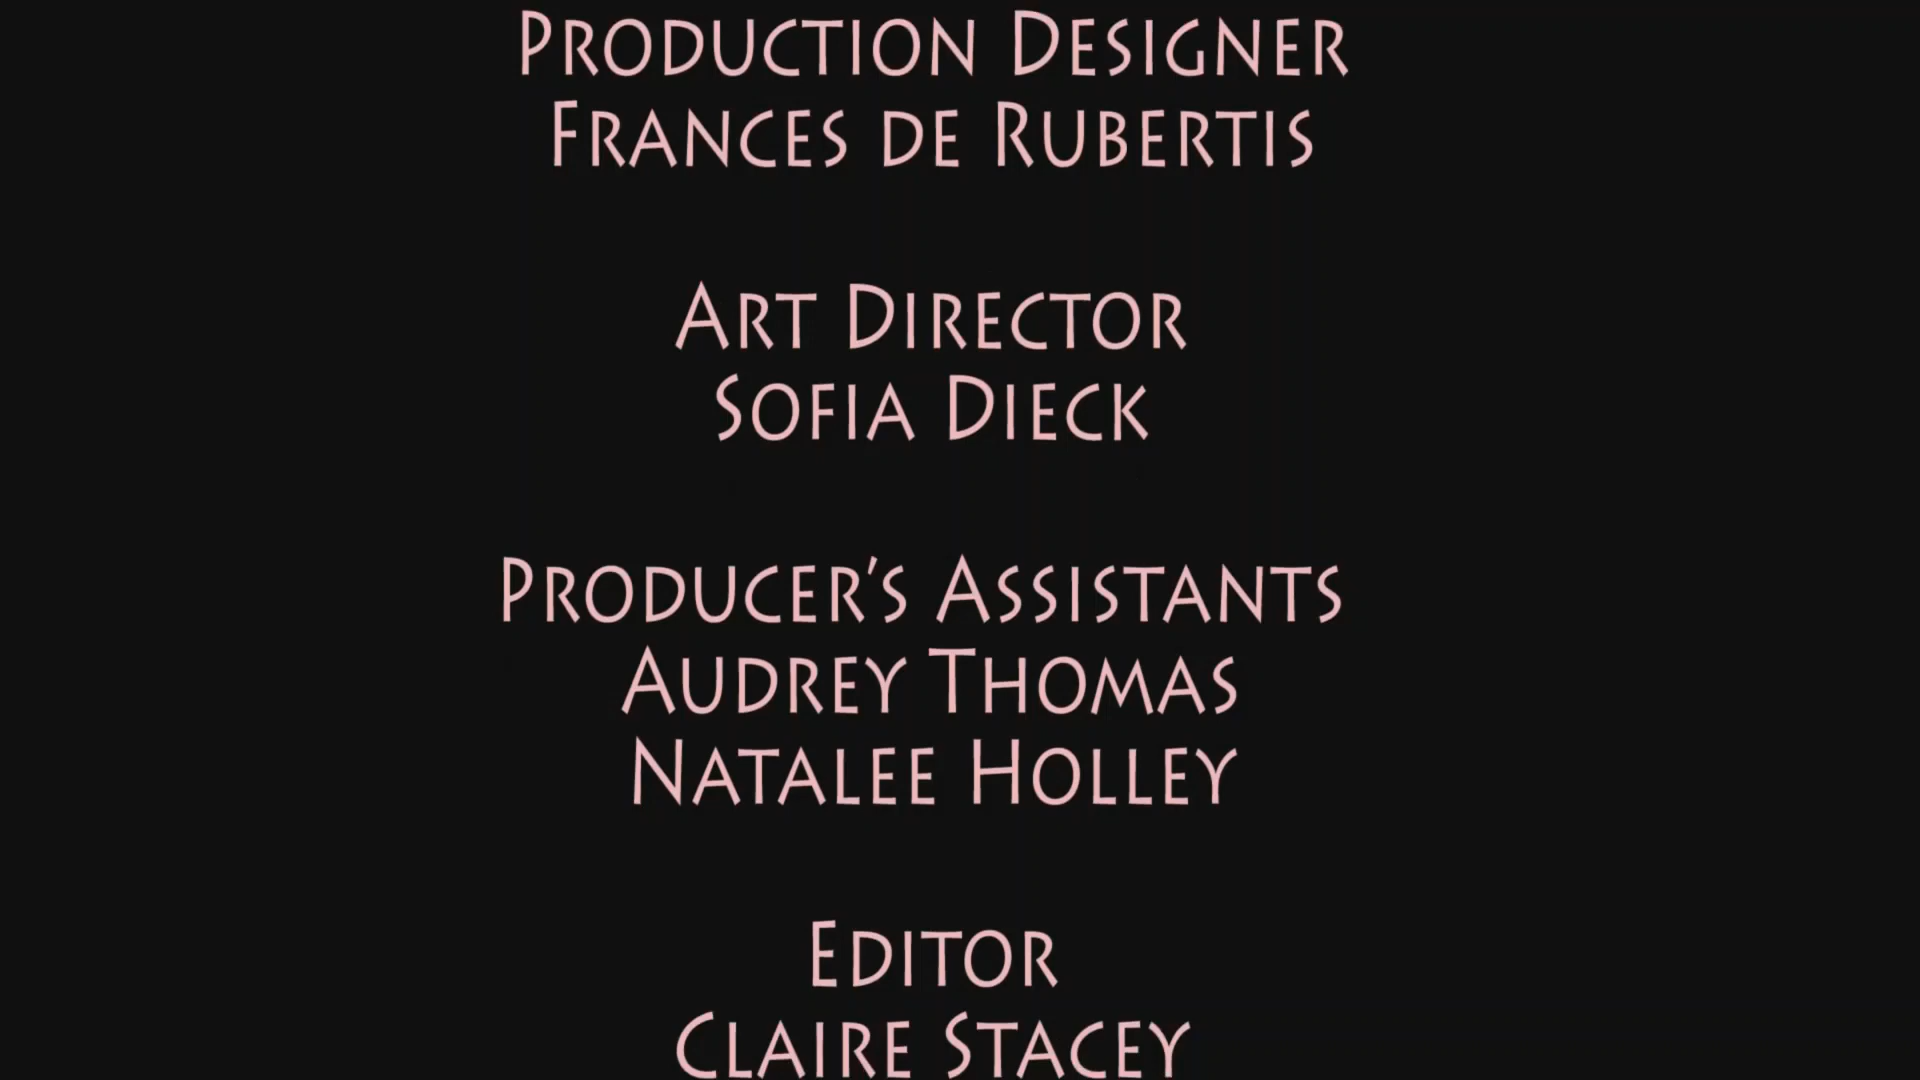 Production Designer
Frances de Rubertis
Art Director
Sofia Dieck
Producer's Assistants
Audrey Thomas
Natalee Holley
Editor
Claire Stacey